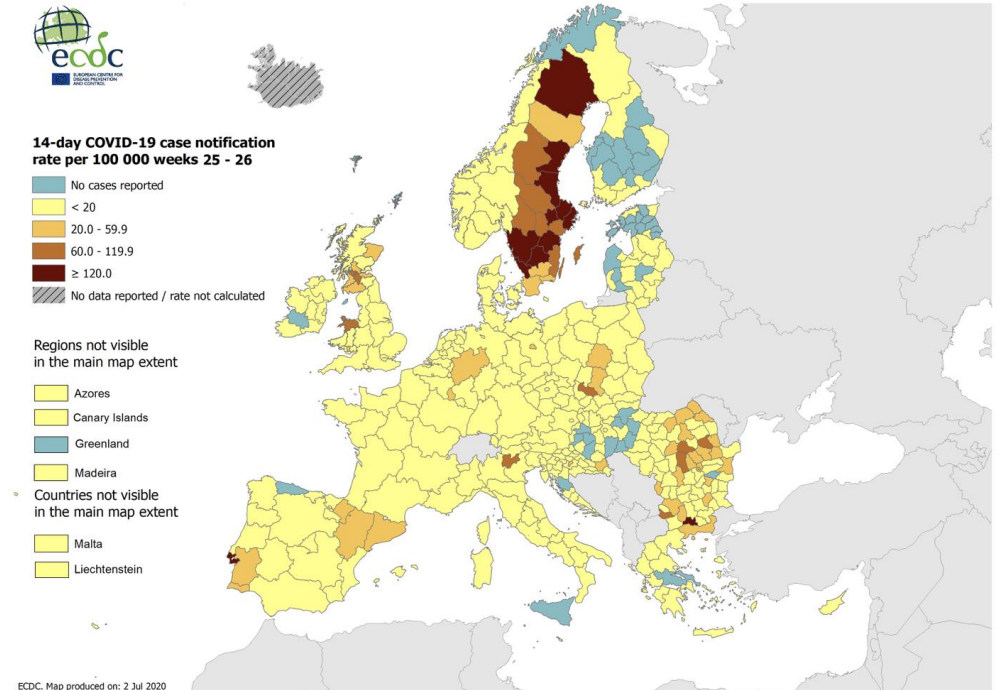 ecdc
EUROPEAN CENTRE FOR
DISEASE PREVENTION
AND CONTROL
14-day COVID-19 case notification
rate per 100 000 weeks 25 - 26
No cases reported
< 20
20.0 - 59.9
60.0 - 119.9
≥ 120.0
No data reported / rate not calculated
Regions not visible
in the main map extent
Azores
Canary Islands
Greenland
Madeira
Countries not visible
in the main map extent
Malta
Liechtenstein
ECDC. Map produced on: 2 Jul 2020